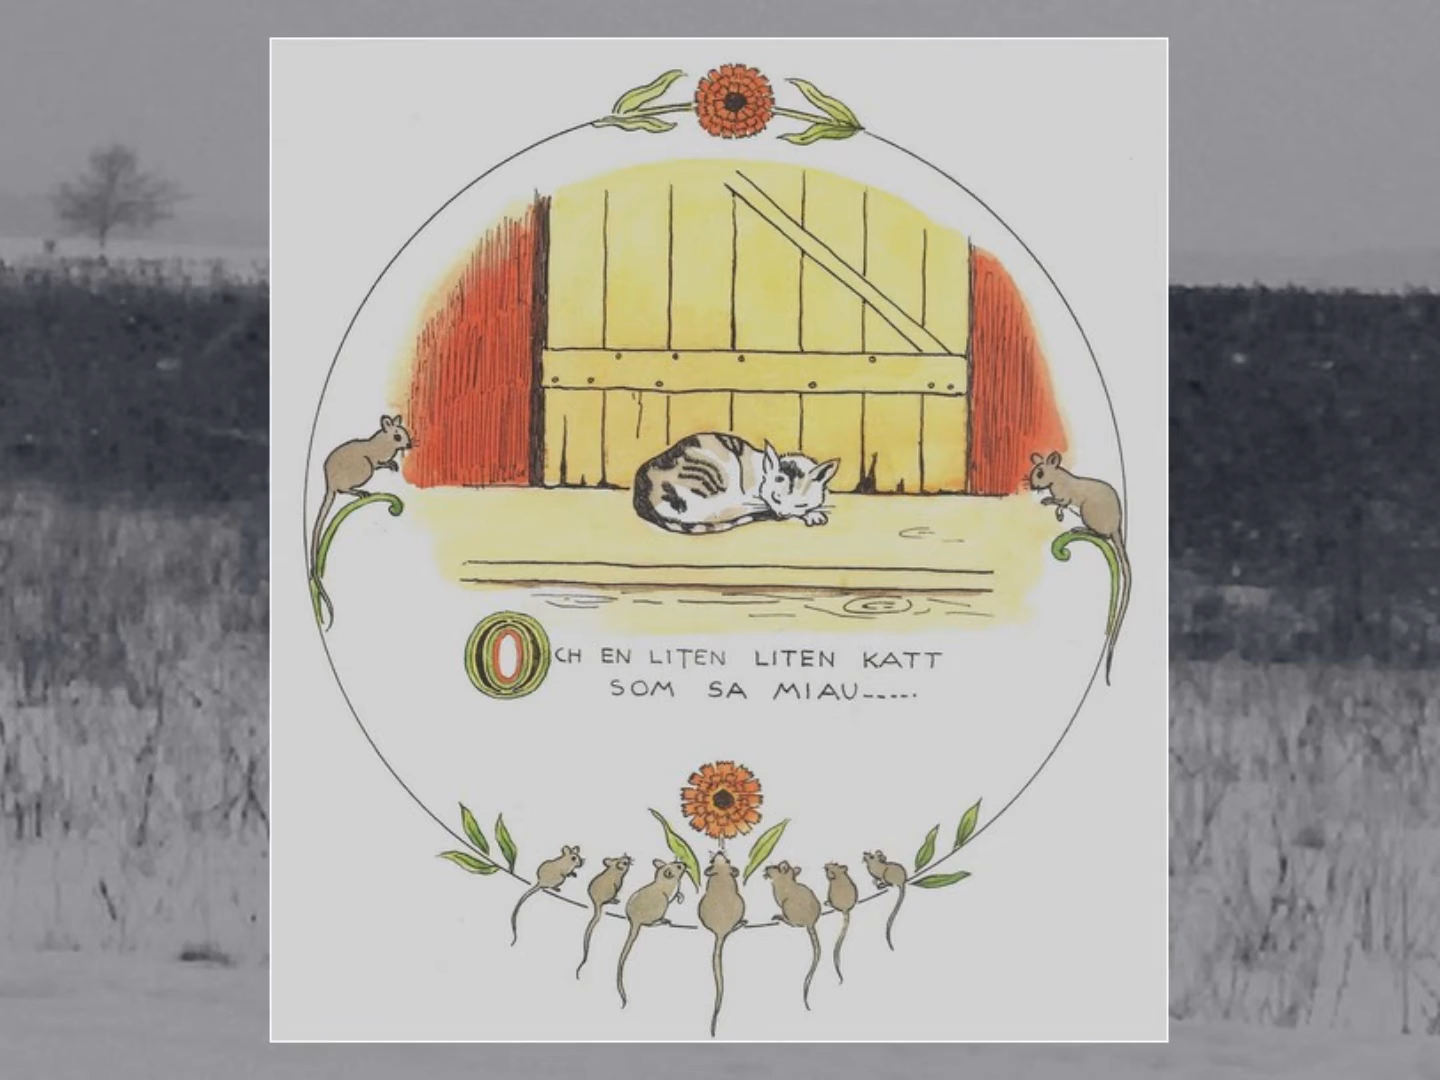 OCH EN LITEN LITEN KATT
SOM SA MIAU-----.